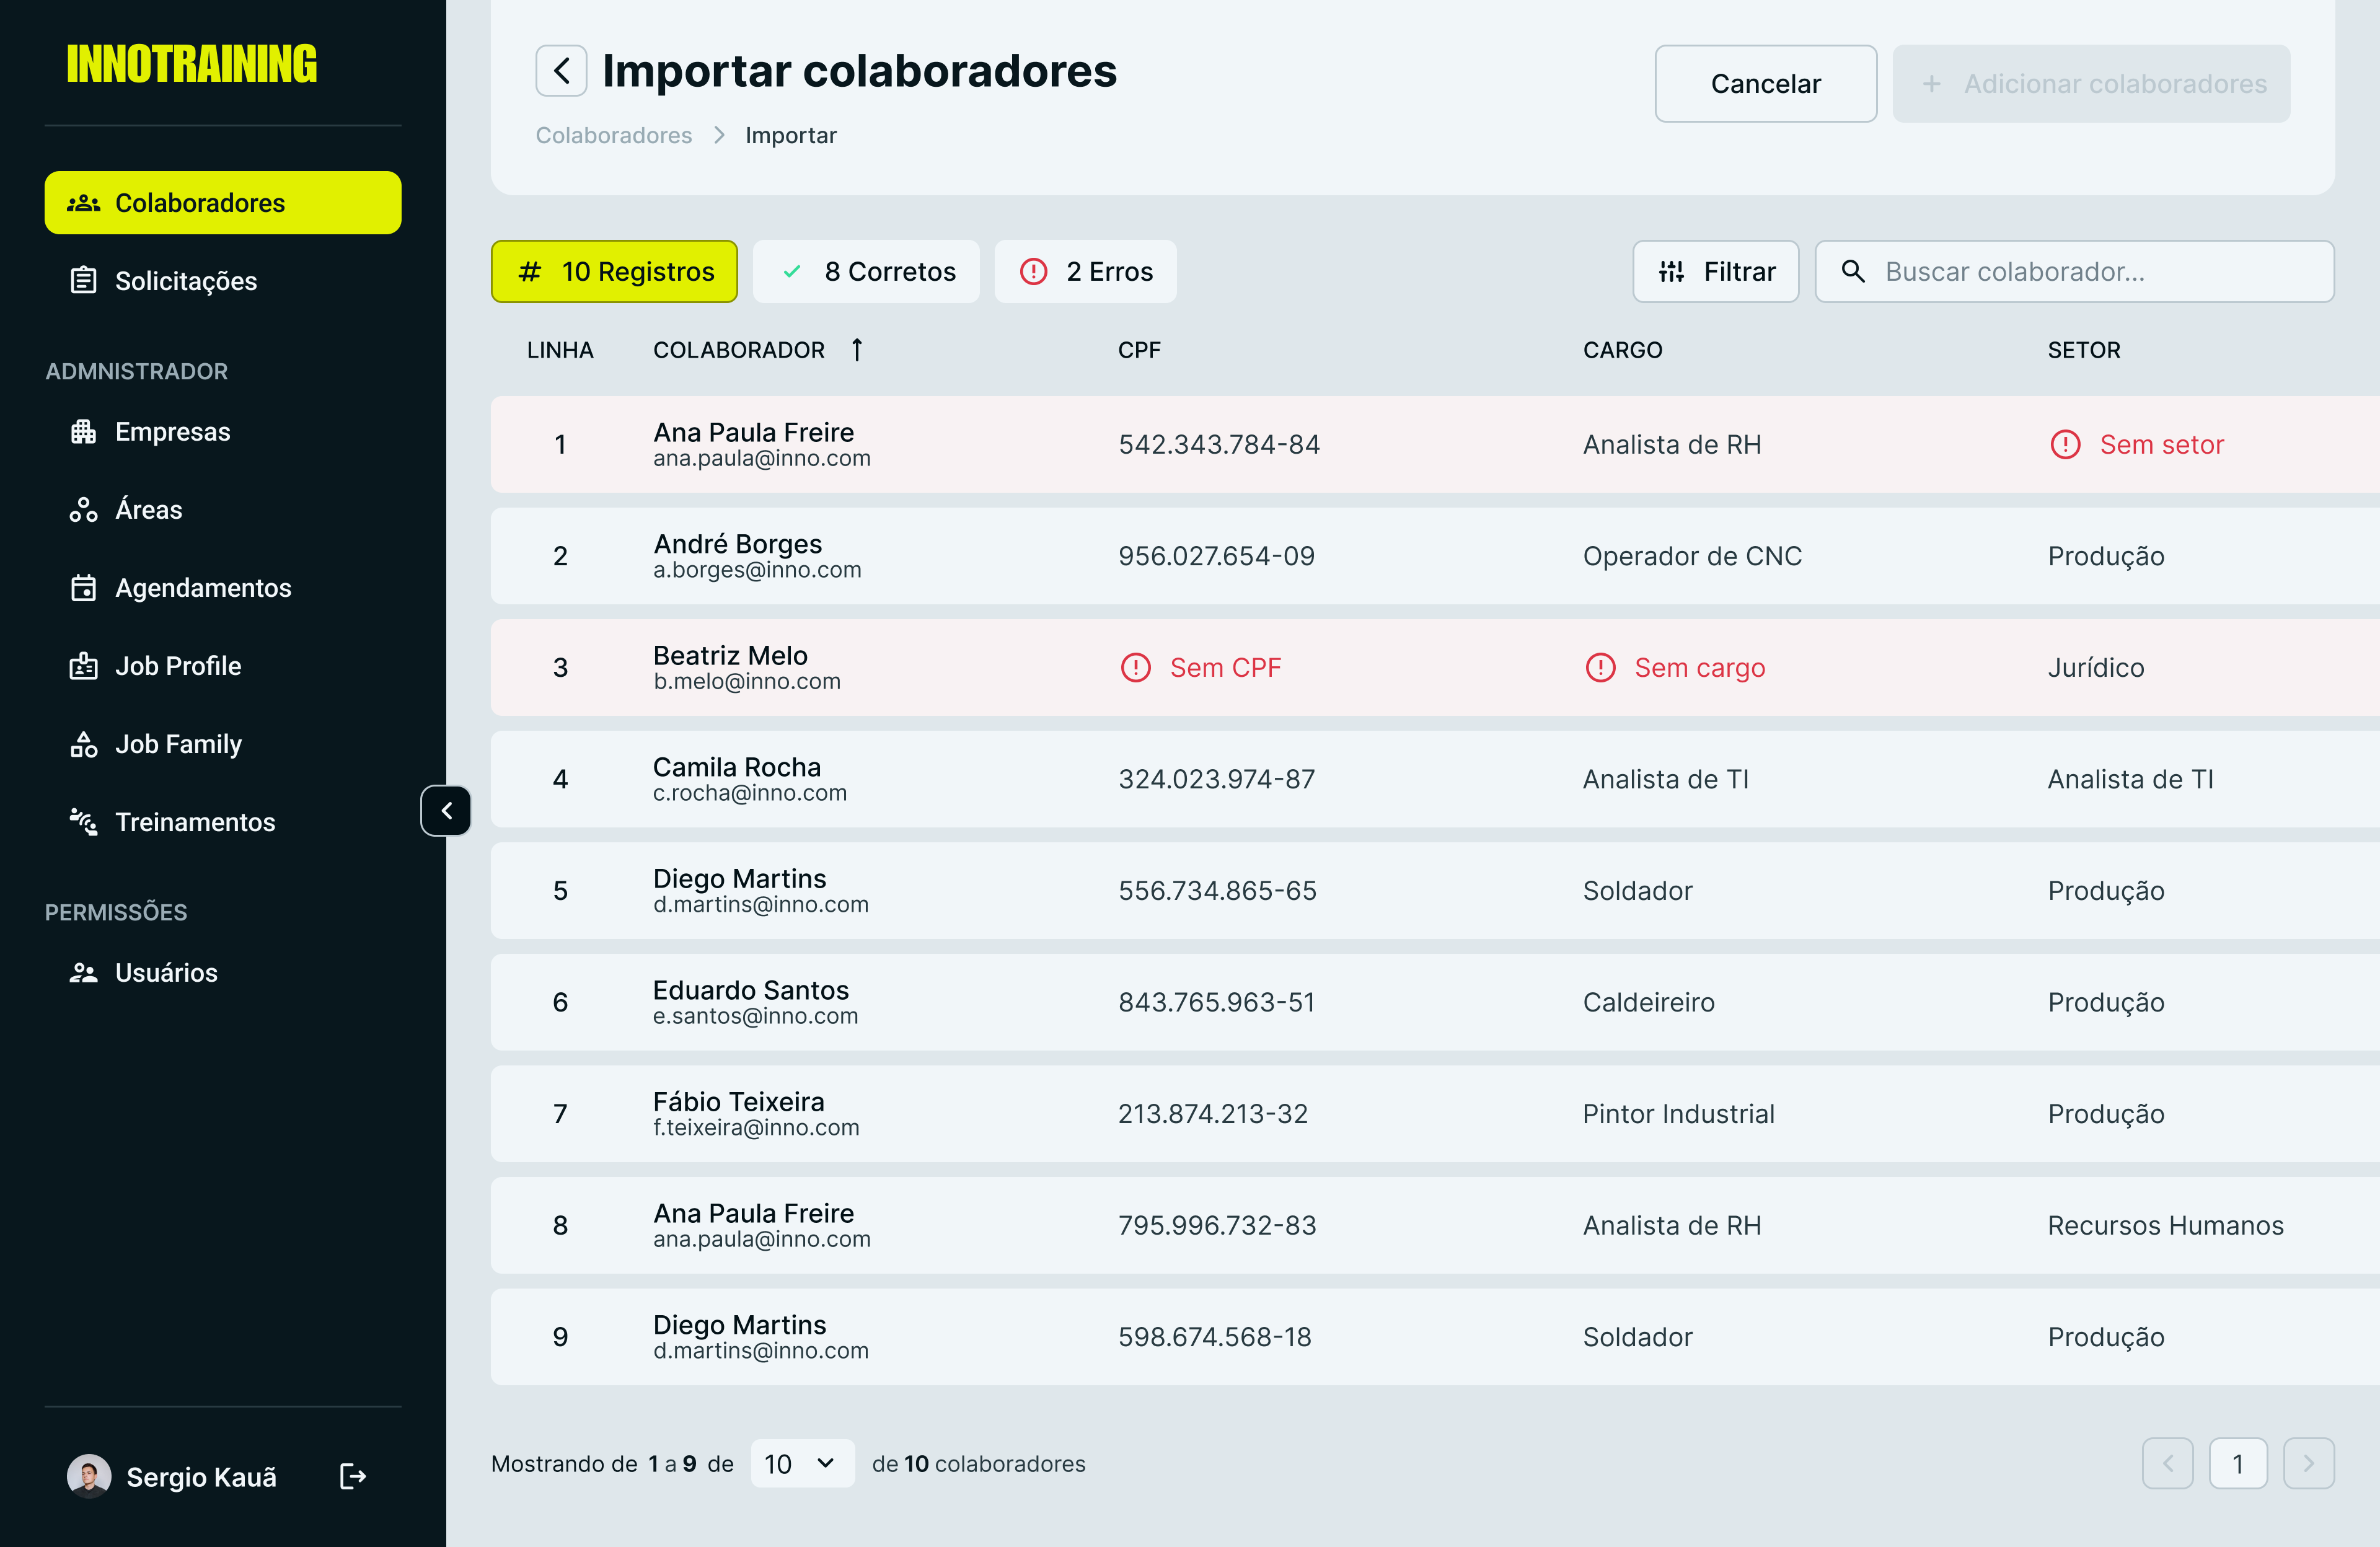 INNOTRAINING
Colaboradores
Solicitações
ADMNISTRADOR
Empresas
Áreas
Agendamentos
Job Profile
Job Family
Treinamentos
PERMISSÕES
Usuários
Sergio Kauã
Importar colaboradores
Colaboradores > Importar
Cancelar
+ Adicionar colaboradores
# 10 Registros
8 Corretos
2 Erros
Filtrar
Buscar colaborador...
LINHA COLABORADOR ↑ CPF CARGO SETOR
1 Ana Paula Freire 542.343.784-84 Analista de RH Sem setor
ana.paula@inno.com
2 André Borges 956.027.654-09 Operador de CNC Produção
a.borges@inno.com
3 Beatriz Melo Sem CPF Sem cargo Jurídico
b.melo@inno.com
4 Camila Rocha 324.023.974-87 Analista de TI Analista de TI
c.rocha@inno.com
5 Diego Martins 556.734.865-65 Soldador Produção
d.martins@inno.com
6 Eduardo Santos 843.765.963-51 Caldeireiro Produção
e.santos@inno.com
7 Fábio Teixeira 213.874.213-32 Pintor Industrial Produção
f.teixeira@inno.com
8 Ana Paula Freire 795.996.732-83 Analista de RH Recursos Humanos
ana.paula@inno.com
9 Diego Martins 598.674.568-18 Soldador Produção
d.martins@inno.com
Mostrando de 1 a 9 de 10 de 10 colaboradores
1